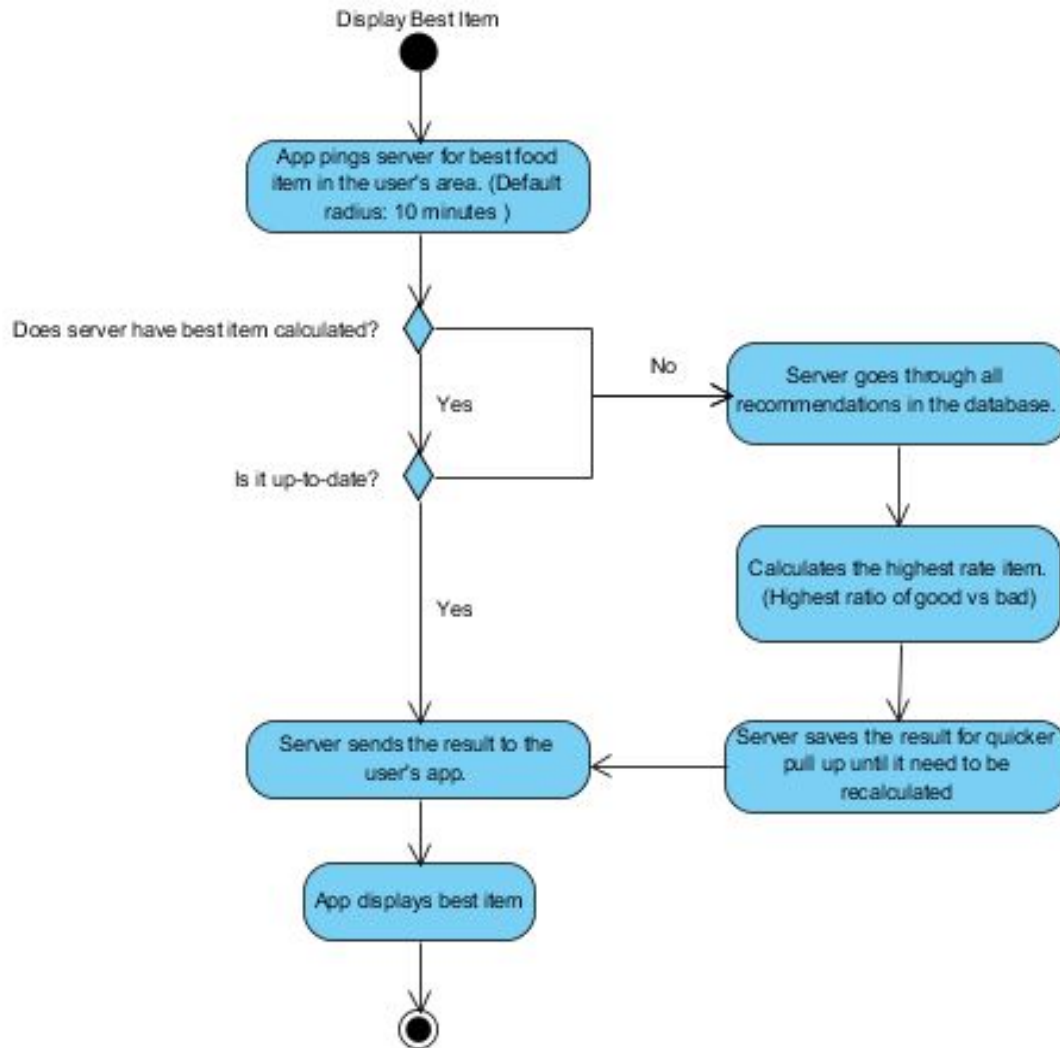 Display Best Item
App pings server for best food
item in the user's area. (Default
radius: 10 minutes )
Does server have best item calculated?
No
Server goes through all
recommendations in the database.
Yes
Is it up-to-date?
Calculates the highest rate item.
(Highest ratio of good vs bad)
Yes
Server sends the result to the
user's app.
Server saves the result for quicker
pull up until it need to be
recalculated
App displays best item